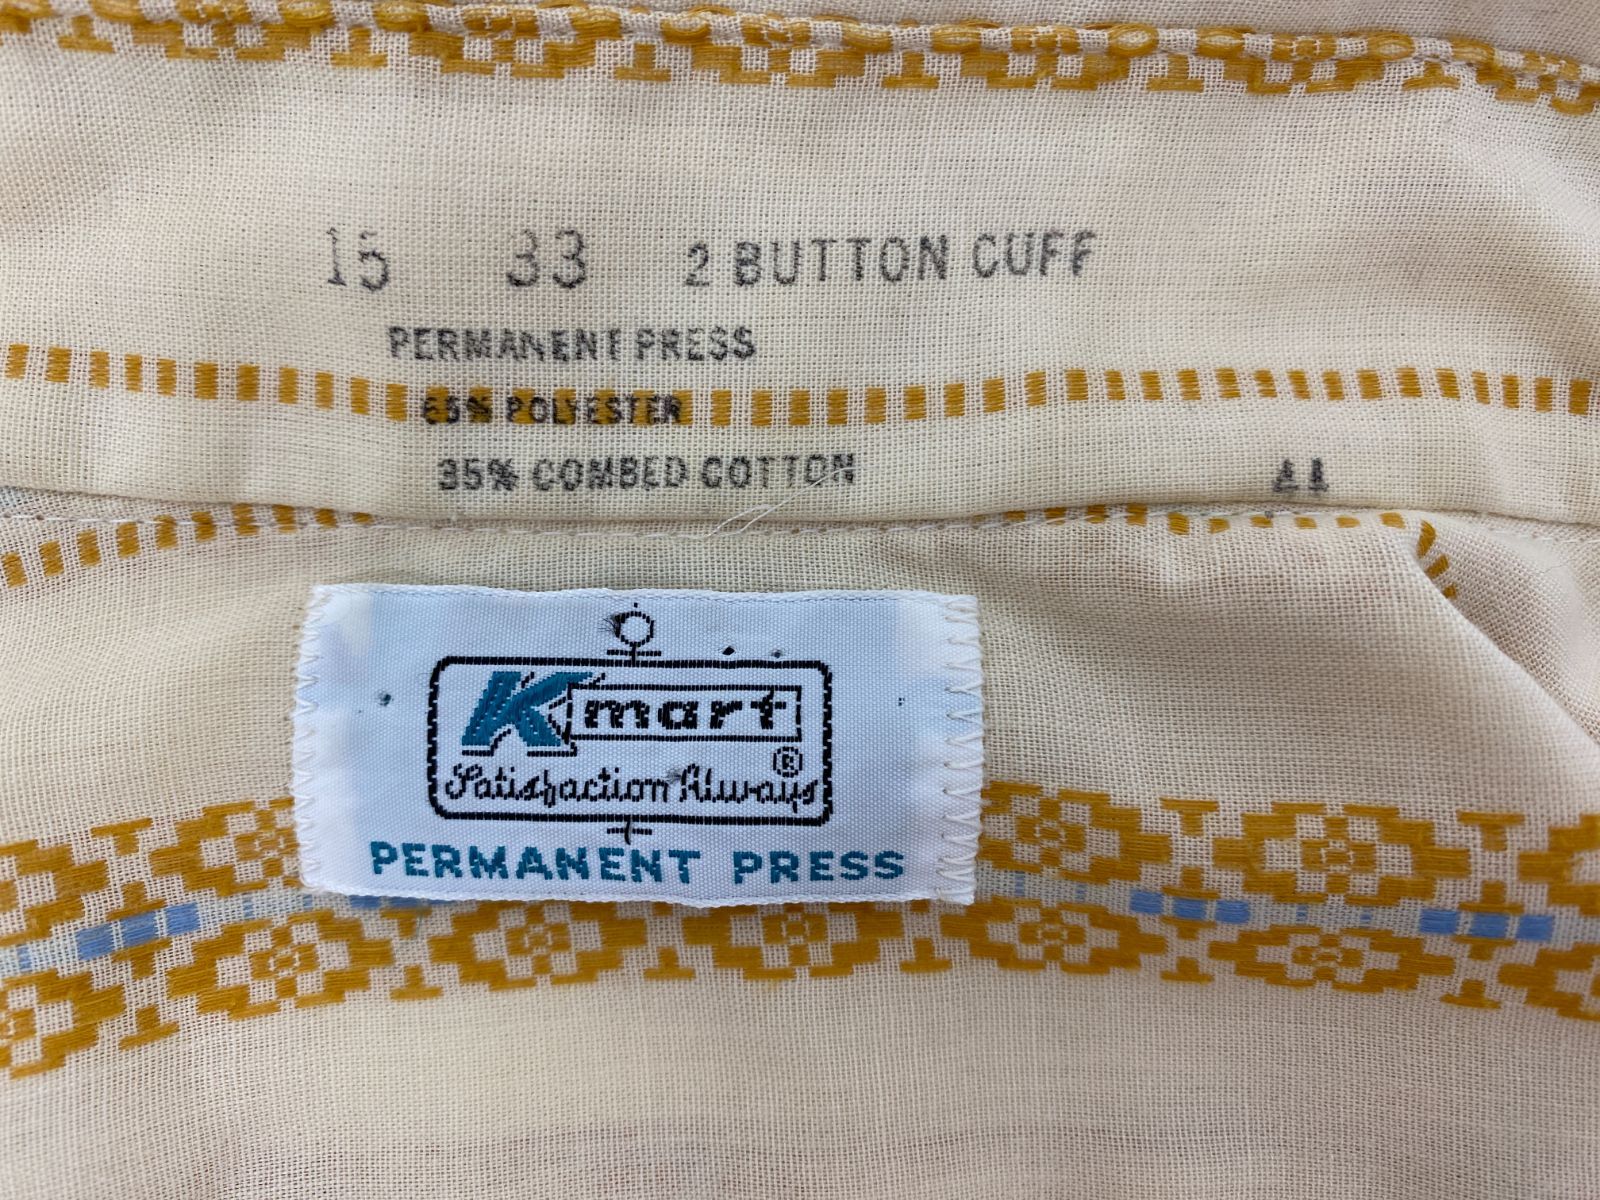 15 33 2 BUTTON CUFF
PERMANENT PRESS
65% POLYESTER
35% COMBED COTTON
Kmart
Satisfaction Always ®
PERMANENT PRESS